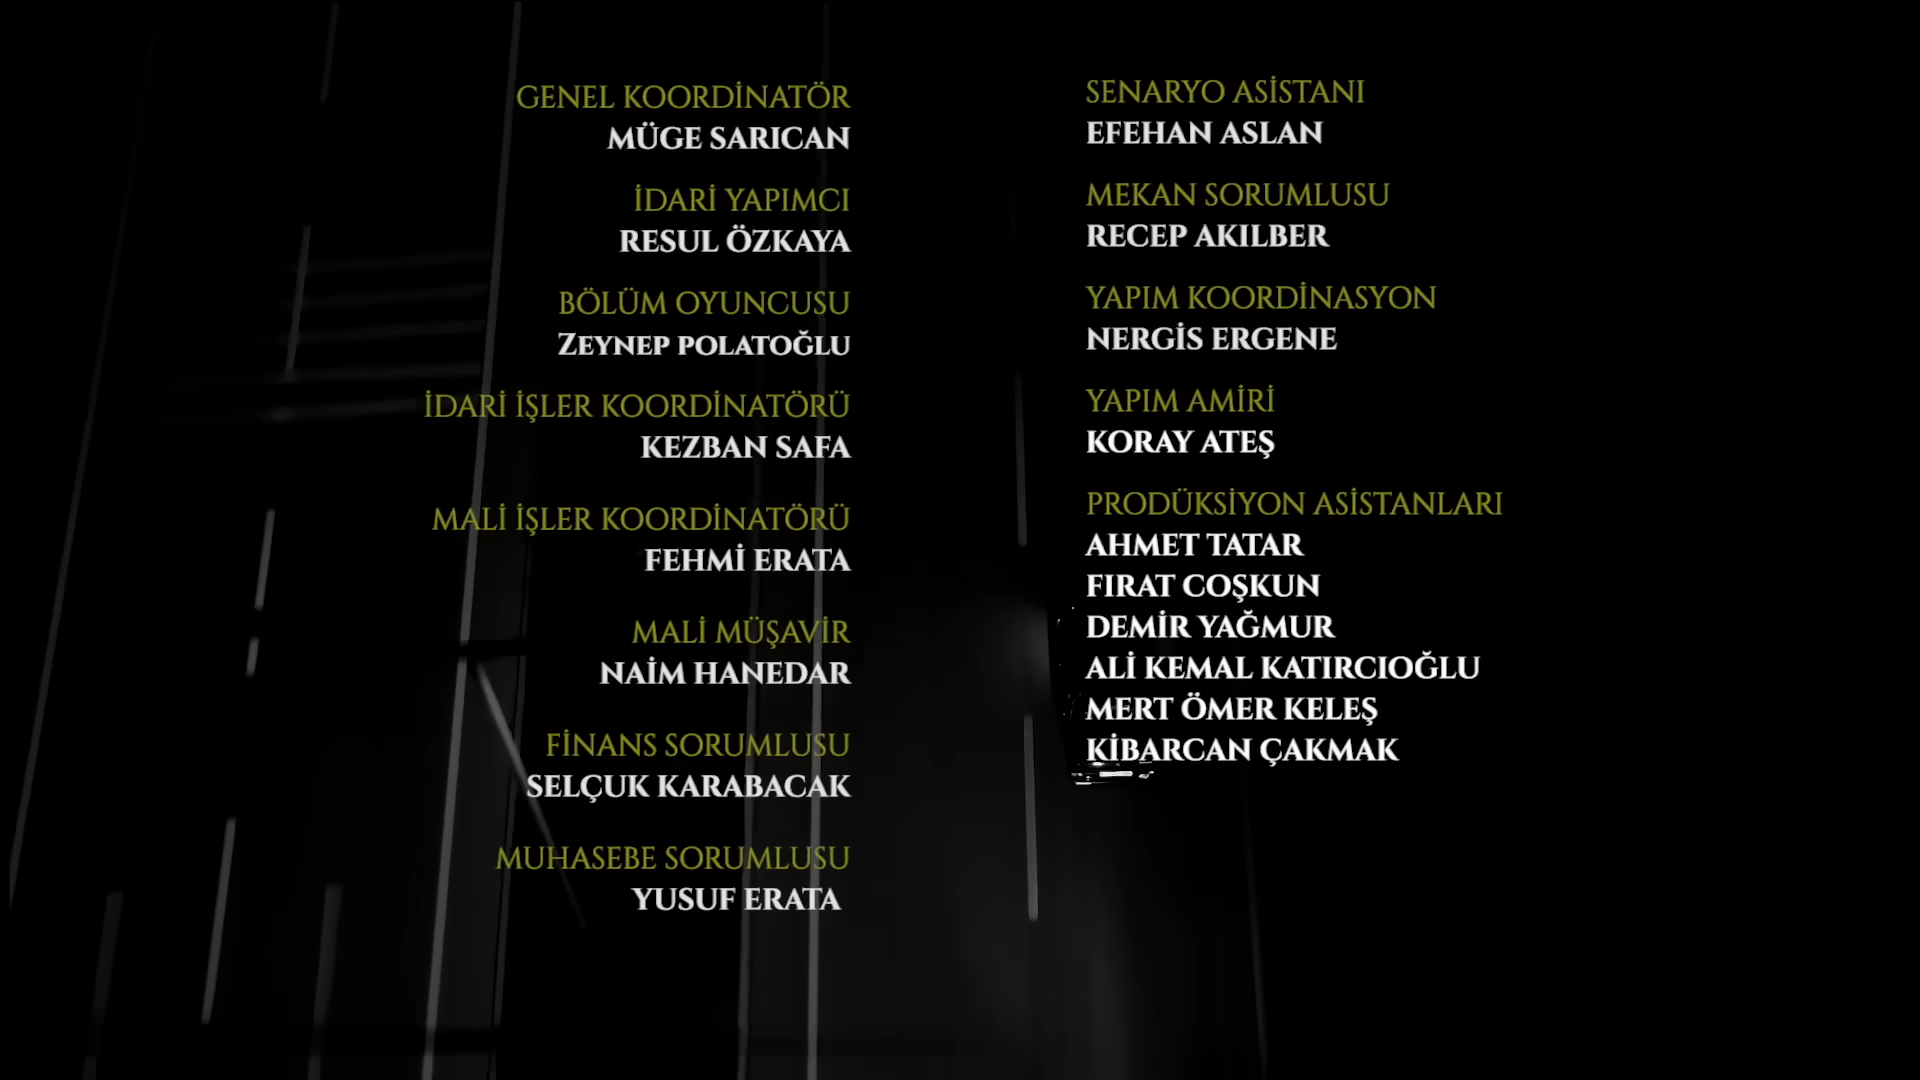 GENEL KOORDİNATÖR
MÜGE SARICAN
İDARİ YAPIMCI
RESUL ÖZKAYA
BÖLÜM OYUNCUSU
ZEYNEP POLATOĞLU
İDARİ İŞLER KOORDİNATÖRÜ
KEZBAN SAFA
MALİ İŞLER KOORDİNATÖRÜ
FEHMİ ERATA
MALİ MÜŞAVİR
NAİM HANEDAR
FİNANS SORUMLUSU
SELÇUK KARABACAK
MUHASEBE SORUMLUSU
YUSUF ERATA
SENARYO ASİSTANI
EFEHAN ASLAN
MEKAN SORUMLUSU
RECEP AKILBER
YAPIM KOORDİNASYON
NERGİS ERGENE
YAPIM AMİRİ
KORAY ATEŞ
PRODÜKSİYON ASİSTANLARI
AHMET TATAR
FIRAT COŞKUN
DEMİR YAĞMUR
ALİ KEMAL KATIRCIOĞLU
MERT ÖMER KELEŞ
KİBARCAN ÇAKMAK